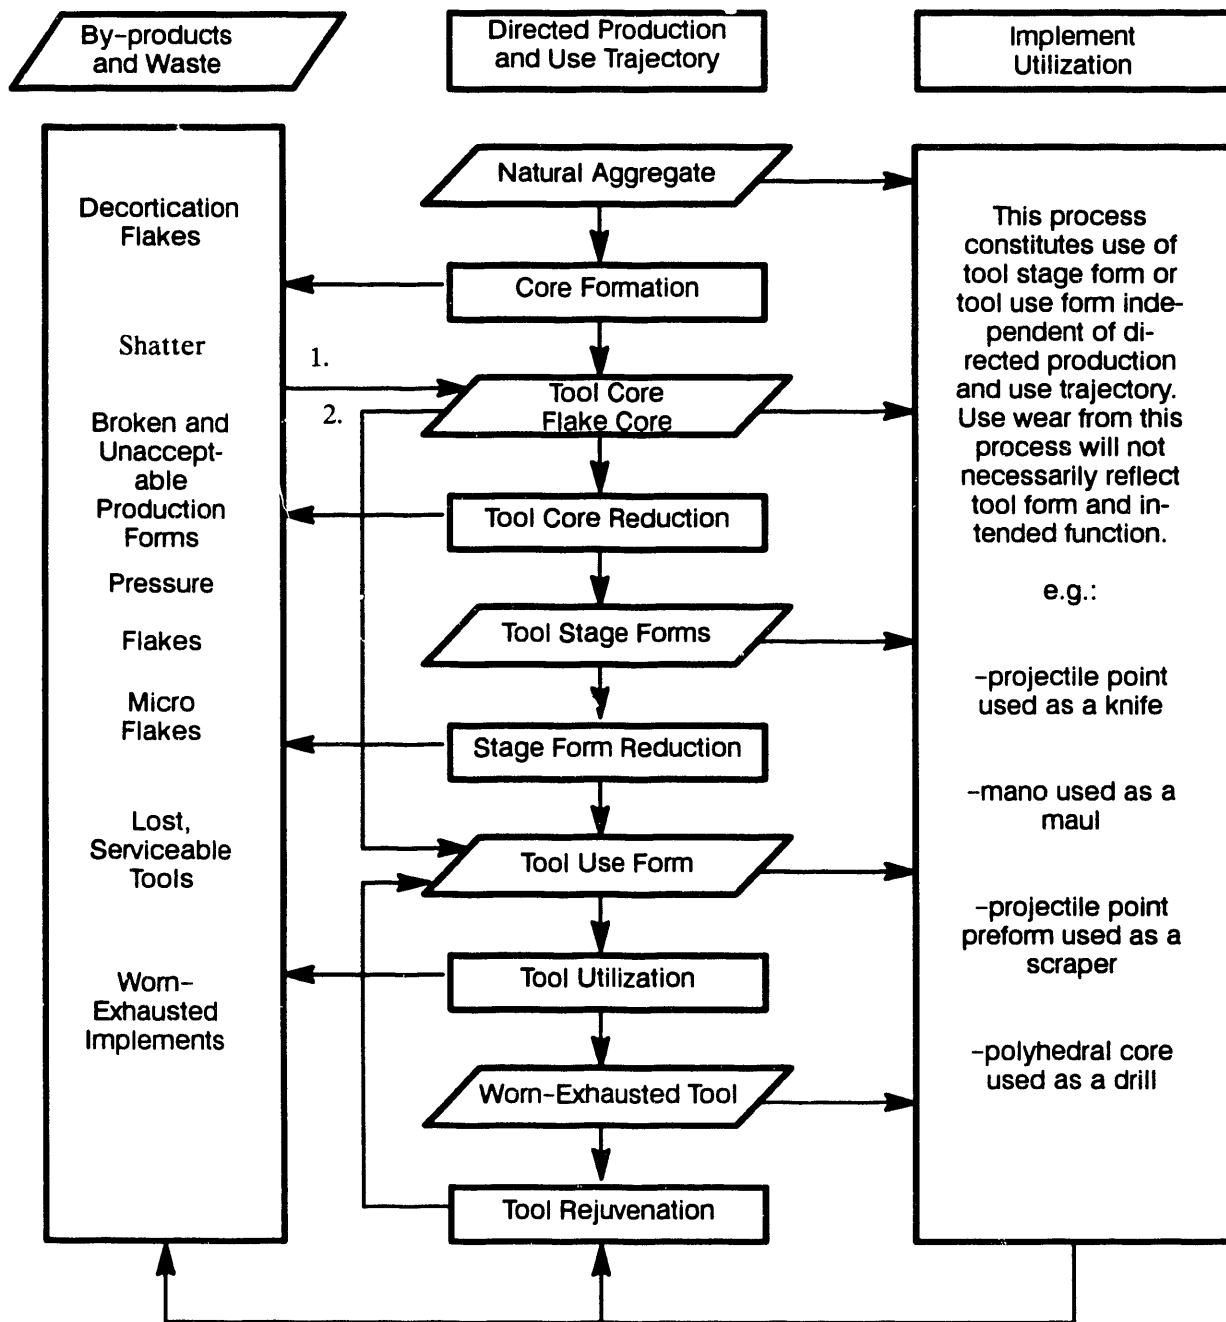 By-products
and Waste
Directed Production
and Use Trajectory
Implement
Utilization
Decortication
Flakes
Shatter
Broken and
Unaccept-
able
Production
Forms
Pressure
Flakes
Micro
Flakes
Lost,
Serviceable
Tools
Worn-
Exhausted
Implements
1.
2.
Natural Aggregate
Core Formation
Tool Core
Flake Core
Tool Core Reduction
Tool Stage Forms
Stage Form Reduction
Tool Use Form
Tool Utilization
Worn-Exhausted Tool
Tool Rejuvenation
This process
constitutes use of
tool stage form or
tool use form inde-
pendent of di-
rected production
and use trajectory.
Use wear from this
process will not
necessarily reflect
tool form and in-
tended function.
e.g.:
-projectile point
used as a knife
-mano used as a
maul
-projectile point
preform used as a
scraper
-polyhedral core
used as a drill